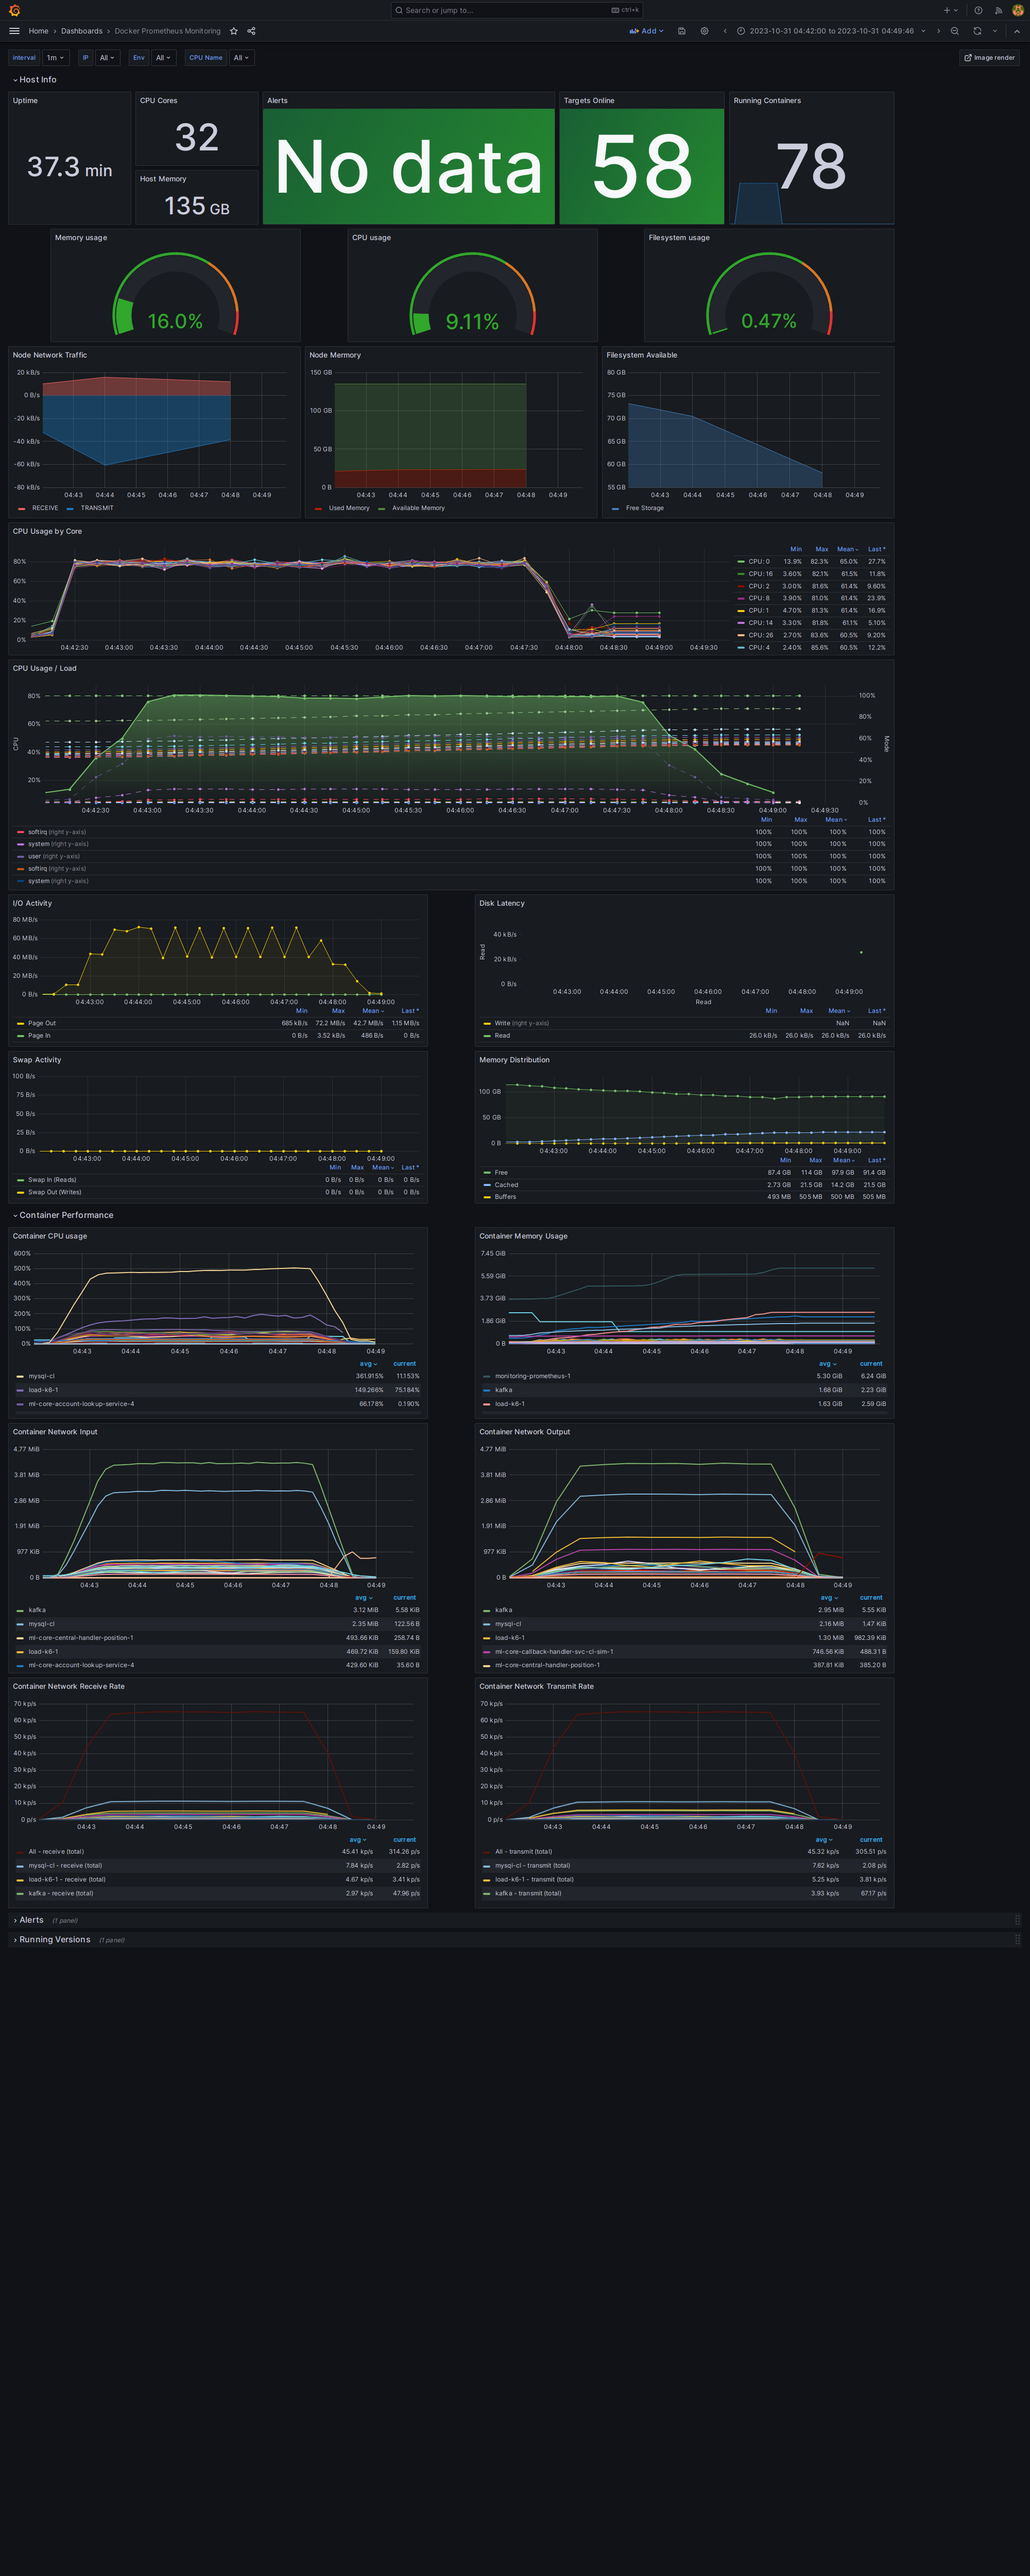 Search or jump to... ctrl+k
Home › Dashboards › Docker Prometheus Monitoring Add 2023-10-31 04:42:00 to 2023-10-31 04:49:46
interval 1m IP All Env All CPU Name All Image render
Host Info
Uptime
37.3 min
CPU Cores
32
Host Memory
135 GB
Alerts
No data
Targets Online
58
Running Containers
78
Memory usage
16.0%
CPU usage
9.11%
Filesystem usage
0.47%
Node Network Traffic
20 kB/s
0 B/s
-20 kB/s
-40 kB/s
-60 kB/s
-80 kB/s
04:43 04:44 04:45 04:46 04:47 04:48 04:49
RECEIVE TRANSMIT
Node Mermory
150 GB
100 GB
50 GB
0 B
04:43 04:44 04:45 04:46 04:47 04:48 04:49
Used Memory Available Memory
Filesystem Available
80 GB
75 GB
70 GB
65 GB
60 GB
55 GB
04:43 04:44 04:45 04:46 04:47 04:48 04:49
Free Storage
CPU Usage by Core
80%
60%
40%
20%
0%
04:42:30 04:43:00 04:43:30 04:44:00 04:44:30 04:45:00 04:45:30 04:46:00 04:46:30 04:47:00 04:47:30 04:48:00 04:48:30 04:49:00 04:49:30
Min Max Mean Last *
CPU: 0 13.9% 82.3% 65.0% 27.7%
CPU: 16 3.60% 82.1% 61.5% 11.8%
CPU: 2 3.00% 81.6% 61.4% 9.60%
CPU: 8 3.90% 81.0% 61.4% 23.9%
CPU: 1 4.70% 81.3% 61.4% 16.9%
CPU: 14 3.30% 81.8% 61.1% 5.10%
CPU: 26 2.70% 83.6% 60.5% 9.20%
CPU: 4 2.40% 85.6% 60.5% 12.2%
CPU Usage / Load
80%
60%
40%
20%
CPU
100%
80%
60%
40%
20%
0%
Mode
04:42:30 04:43:00 04:43:30 04:44:00 04:44:30 04:45:00 04:45:30 04:46:00 04:46:30 04:47:00 04:47:30 04:48:00 04:48:30 04:49:00 04:49:30
Min Max Mean Last *
softirq (right y-axis) 100% 100% 100% 100%
system (right y-axis) 100% 100% 100% 100%
user (right y-axis) 100% 100% 100% 100%
softirq (right y-axis) 100% 100% 100% 100%
system (right y-axis) 100% 100% 100% 100%
I/O Activity
80 MB/s
60 MB/s
40 MB/s
20 MB/s
0 B/s
04:43:00 04:44:00 04:45:00 04:46:00 04:47:00 04:48:00 04:49:00
Min Max Mean Last *
Page Out 685 kB/s 72.2 MB/s 42.7 MB/s 1.15 MB/s
Page In 0 B/s 3.52 kB/s 486 B/s 0 B/s
Disk Latency
40 kB/s
20 kB/s
0 B/s
Read
04:43:00 04:44:00 04:45:00 04:46:00 04:47:00 04:48:00 04:49:00
Read
Min Max Mean Last *
Write (right y-axis) NaN NaN
Read 26.0 kB/s 26.0 kB/s 26.0 kB/s 26.0 kB/s
Swap Activity
100 B/s
75 B/s
50 B/s
25 B/s
0 B/s
04:43:00 04:44:00 04:45:00 04:46:00 04:47:00 04:48:00 04:49:00
Min Max Mean Last *
Swap In (Reads) 0 B/s 0 B/s 0 B/s 0 B/s
Swap Out (Writes) 0 B/s 0 B/s 0 B/s 0 B/s
Memory Distribution
100 GB
50 GB
0 B
04:43:00 04:44:00 04:45:00 04:46:00 04:47:00 04:48:00 04:49:00
Min Max Mean Last *
Free 87.4 GB 114 GB 97.9 GB 91.4 GB
Cached 2.73 GB 21.5 GB 14.2 GB 21.5 GB
Buffers 493 MB 505 MB 500 MB 505 MB
Container Performance
Container CPU usage
600%
500%
400%
300%
200%
100%
0%
04:43 04:44 04:45 04:46 04:47 04:48 04:49
avg current
mysql-cl 361.915% 11.153%
load-k6-1 149.266% 75.184%
ml-core-account-lookup-service-4 66.178% 0.190%
Container Memory Usage
7.45 GiB
5.59 GiB
3.73 GiB
1.86 GiB
0 B
04:43 04:44 04:45 04:46 04:47 04:48 04:49
avg current
monitoring-prometheus-1 5.30 GiB 6.24 GiB
kafka 1.68 GiB 2.23 GiB
load-k6-1 1.63 GiB 2.59 GiB
Container Network Input
4.77 MiB
3.81 MiB
2.86 MiB
1.91 MiB
977 KiB
0 B
04:43 04:44 04:45 04:46 04:47 04:48 04:49
avg current
kafka 3.12 MiB 5.58 KiB
mysql-cl 2.35 MiB 122.56 B
ml-core-central-handler-position-1 493.66 KiB 258.74 B
load-k6-1 469.72 KiB 159.80 KiB
ml-core-account-lookup-service-4 429.60 KiB 35.60 B
Container Network Output
4.77 MiB
3.81 MiB
2.86 MiB
1.91 MiB
977 KiB
0 B
04:43 04:44 04:45 04:46 04:47 04:48 04:49
avg current
kafka 2.95 MiB 5.55 KiB
mysql-cl 2.16 MiB 1.47 KiB
load-k6-1 1.30 MiB 982.39 KiB
ml-core-callback-handler-svc-cl-sim-1 746.56 KiB 488.31 B
ml-core-central-handler-position-1 387.81 KiB 385.20 B
Container Network Receive Rate
70 kp/s
60 kp/s
50 kp/s
40 kp/s
30 kp/s
20 kp/s
10 kp/s
0 p/s
04:43 04:44 04:45 04:46 04:47 04:48 04:49
avg current
All - receive (total) 45.41 kp/s 314.26 p/s
mysql-cl - receive (total) 7.84 kp/s 2.82 p/s
load-k6-1 - receive (total) 4.67 kp/s 3.41 kp/s
kafka - receive (total) 2.97 kp/s 47.96 p/s
Container Network Transmit Rate
70 kp/s
60 kp/s
50 kp/s
40 kp/s
30 kp/s
20 kp/s
10 kp/s
0 p/s
04:43 04:44 04:45 04:46 04:47 04:48 04:49
avg current
All - transmit (total) 45.32 kp/s 305.51 p/s
mysql-cl - transmit (total) 7.62 kp/s 2.08 p/s
load-k6-1 - transmit (total) 5.25 kp/s 3.81 kp/s
kafka - transmit (total) 3.93 kp/s 67.17 p/s
Alerts (1 panel)
Running Versions (1 panel)